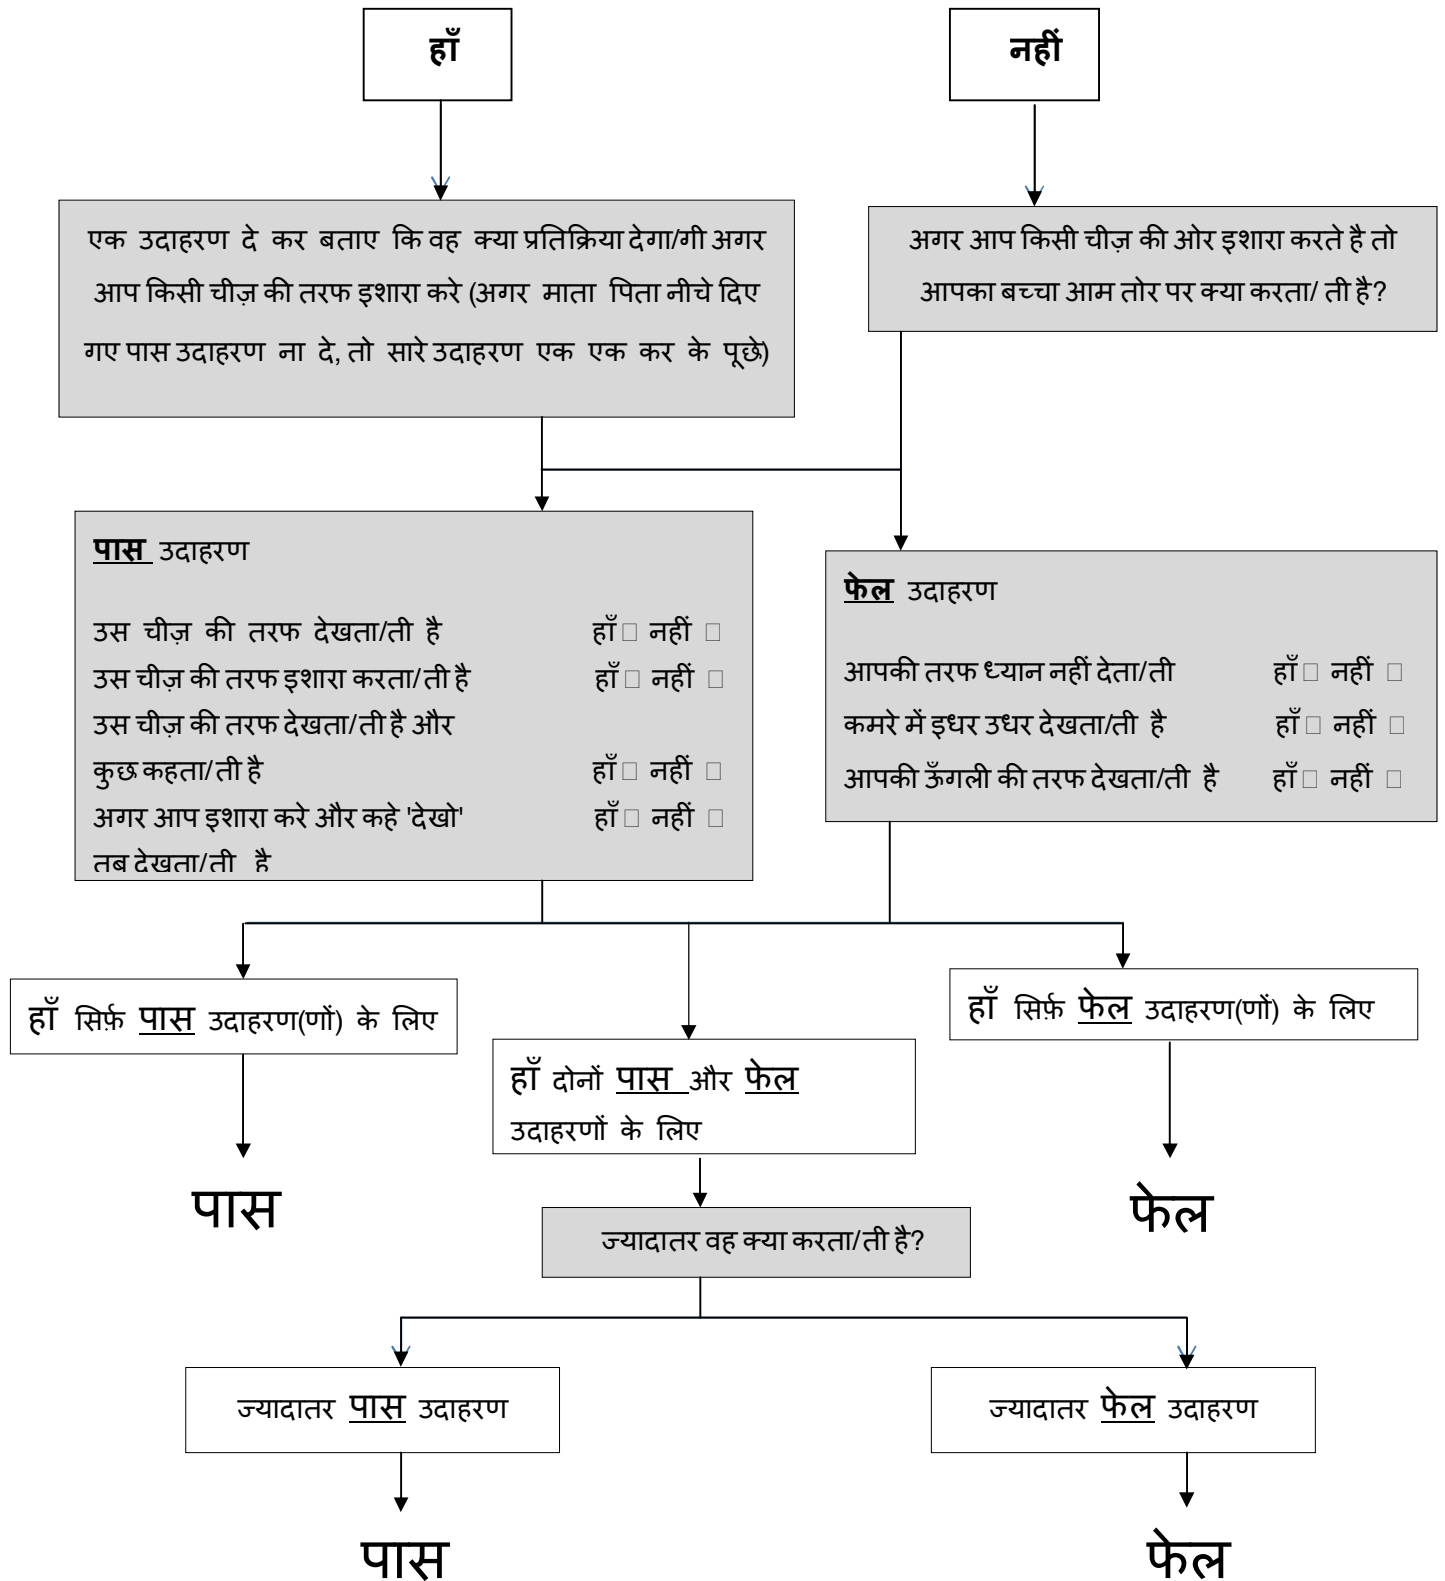 हाँ
नहीं
एक उदाहरण दे कर बताए कि वह क्या प्रतिक्रिया देगा/गी अगर
आप किसी चीज़ की तरफ इशारा करे (अगर माता पिता नीचे दिए
गए पास उदाहरण ना दे, तो सारे उदाहरण एक एक कर के पूछे)
अगर आप किसी चीज़ की ओर इशारा करते है तो
आपका बच्चा आम तोर पर क्या करता/ ती है?
पास उदाहरण
उस चीज़ की तरफ देखता/ती है हाँ □ नहीं □
उस चीज़ की तरफ इशारा करता/ती है हाँ □ नहीं □
उस चीज़ की तरफ देखता/ती है और
कुछ कहता/ती है हाँ □ नहीं □
अगर आप इशारा करे और कहे 'देखो' हाँ □ नहीं □
तब देखता/ती है
फेल उदाहरण
आपकी तरफ ध्यान नहीं देता/ती हाँ □ नहीं □
कमरे में इधर उधर देखता/ती है हाँ □ नहीं □
आपकी ऊँगली की तरफ देखता/ती है हाँ □ नहीं □
हाँ सिर्फ़ पास उदाहरण(णों) के लिए
हाँ दोनों पास और फेल
उदाहरणों के लिए
हाँ सिर्फ़ फेल उदाहरण(णों) के लिए
पास
फेल
ज्यादातर वह क्या करता/ती है?
ज्यादातर पास उदाहरण
ज्यादातर फेल उदाहरण
पास
फेल